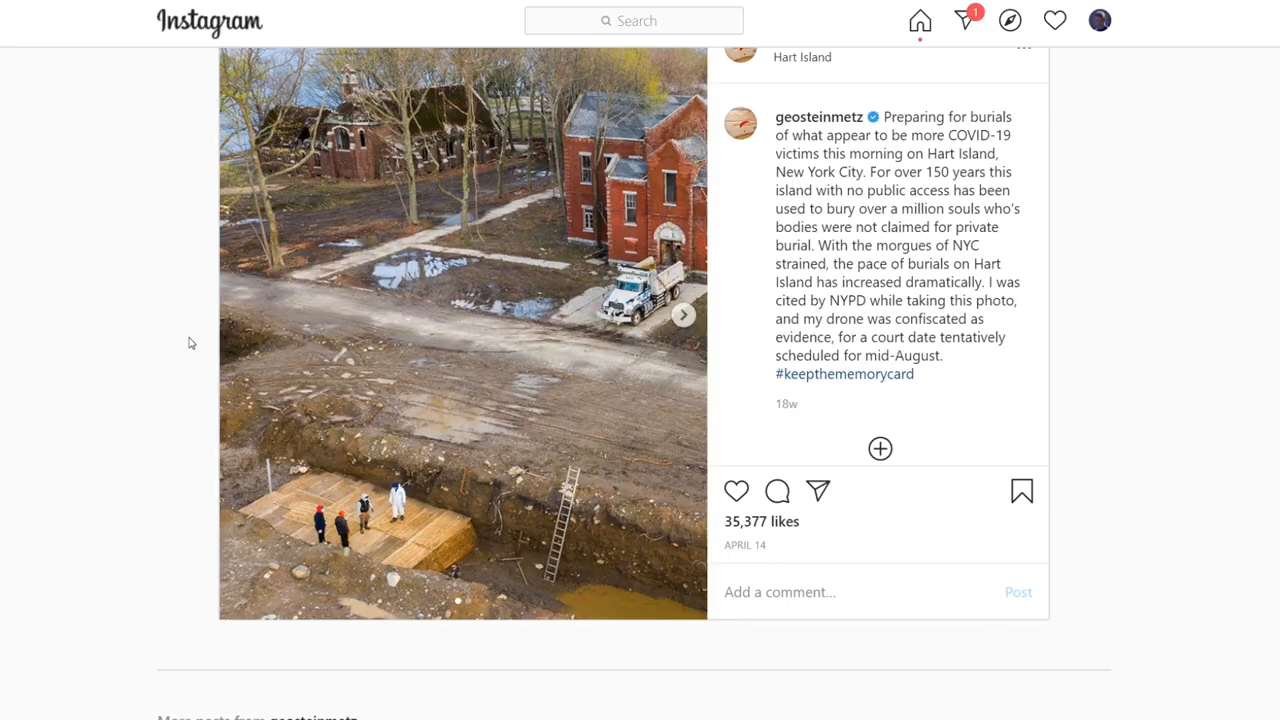 Instagram
Search
1
Hart Island
geosteinmetz Preparing for burials
of what appear to be more COVID-19
victims this morning on Hart Island,
New York City. For over 150 years this
island with no public access has been
used to bury over a million souls who's
bodies were not claimed for private
burial. With the morgues of NYC
strained, the pace of burials on Hart
Island has increased dramatically. I was
cited by NYPD while taking this photo,
and my drone was confiscated as
evidence, for a court date tentatively
scheduled for mid-August.
#keepthememorycard
18w
35,377 likes
APRIL 14
Add a comment... Post
More posts from geosteinmetz